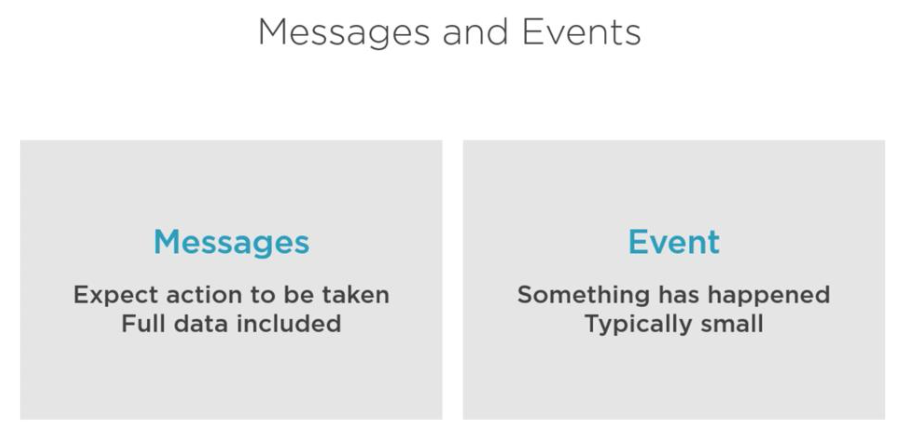 Messages and Events
Messages
Expect action to be taken
Full data included
Event
Something has happened
Typically small